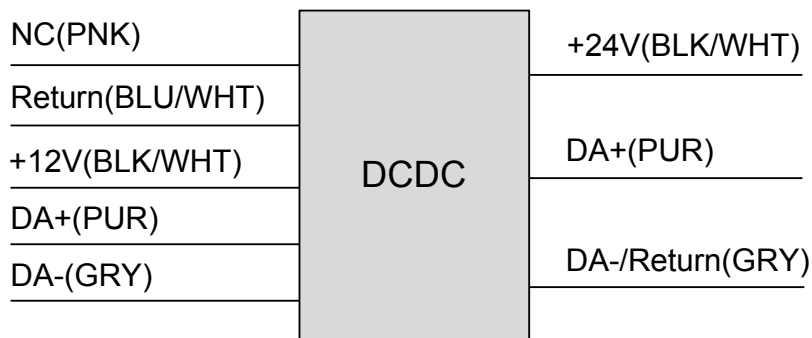 NC(PNK)
Return(BLU/WHT)
+12V(BLK/WHT)
DA+(PUR)
DA-(GRY)
DCDC
+24V(BLK/WHT)
DA+(PUR)
DA-/Return(GRY)